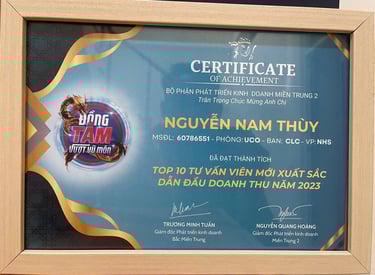 CERTIFICATE
OF ACHIEVEMENT
BỘ PHẬN PHÁT TRIỂN KINH DOANH MIỀN TRUNG 2
Trân Trọng Chúc Mừng Anh Chị
NGUYỄN NAM THÙY
MSĐL: 60786551 - PHÒNG: UCO - BAN: CLC - VP: NHS
ĐÃ ĐẠT THÀNH TÍCH
TOP 10 TƯ VẤN VIÊN MỚI XUẤT SẮC
DẪN ĐẦU DOANH THU NĂM 2023
ĐỒNG
TÂM
VƯỢT VŨ MÔN
TRƯƠNG MINH TUẤN
Giám đốc Phát triển kinh doanh
Bắc Miền Trung
NGUYỄN QUANG HOÀNG
Giám đốc Phát triển kinh doanh
Miền Trung 2